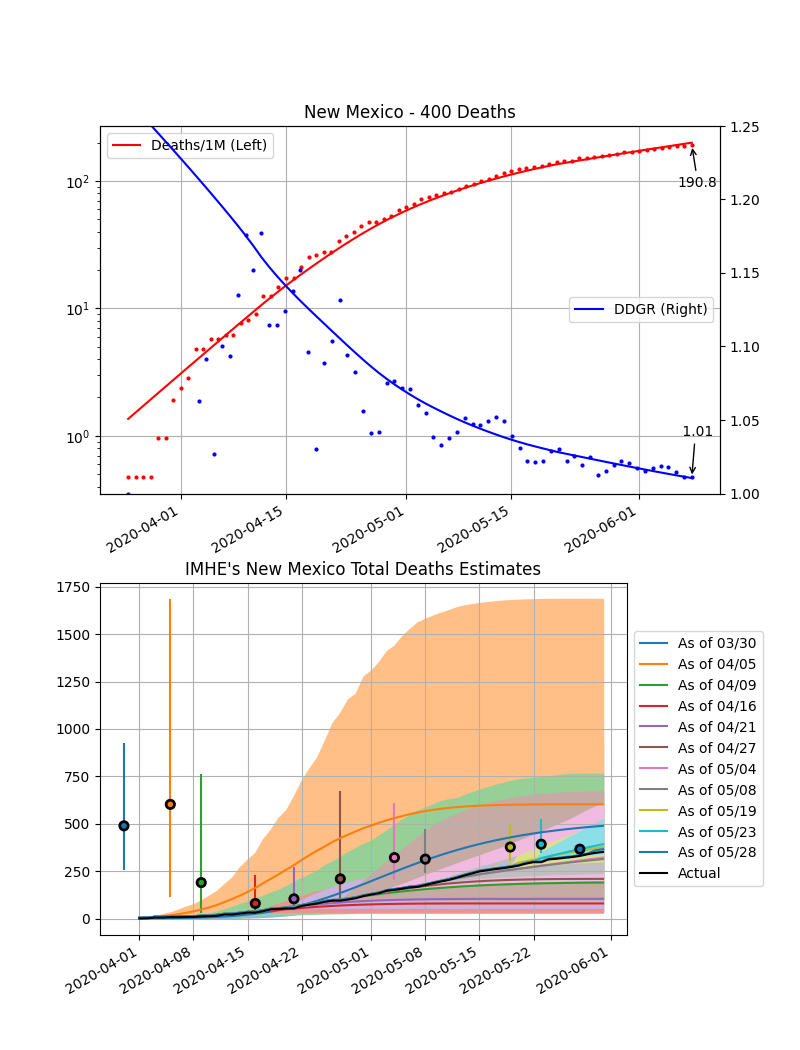 New Mexico - 400 Deaths
Deaths/1M (Left)
DDGR (Right)
190.8
1.01
10²
10¹
10⁰
1.25
1.20
1.15
1.10
1.05
1.00
2020-04-01
2020-04-15
2020-05-01
2020-05-15
2020-06-01
IMHE's New Mexico Total Deaths Estimates
1750
1500
1250
1000
750
500
250
0
2020-04-01
2020-04-08
2020-04-15
2020-04-22
2020-05-01
2020-05-08
2020-05-15
2020-05-22
2020-06-01
As of 03/30
As of 04/05
As of 04/09
As of 04/16
As of 04/21
As of 04/27
As of 05/04
As of 05/08
As of 05/19
As of 05/23
As of 05/28
Actual